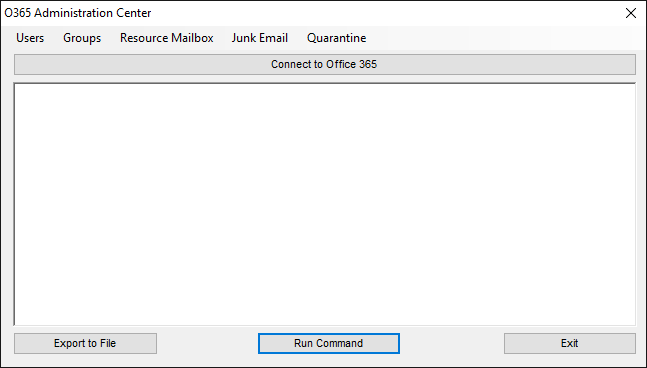 O365 Administration Center
Users Groups Resource Mailbox Junk Email Quarantine
Connect to Office 365
Export to File Run Command Exit